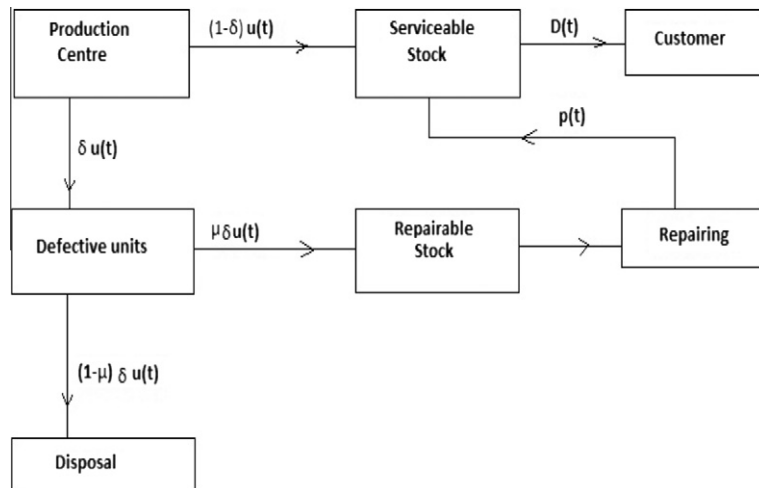 Production
Centre
(1-δ) u(t)
Serviceable
Stock
D(t)
Customer
p(t)
δ u(t)
Defective units
μ δ u(t)
Repairable
Stock
Repairing
(1-μ) δ u(t)
Disposal